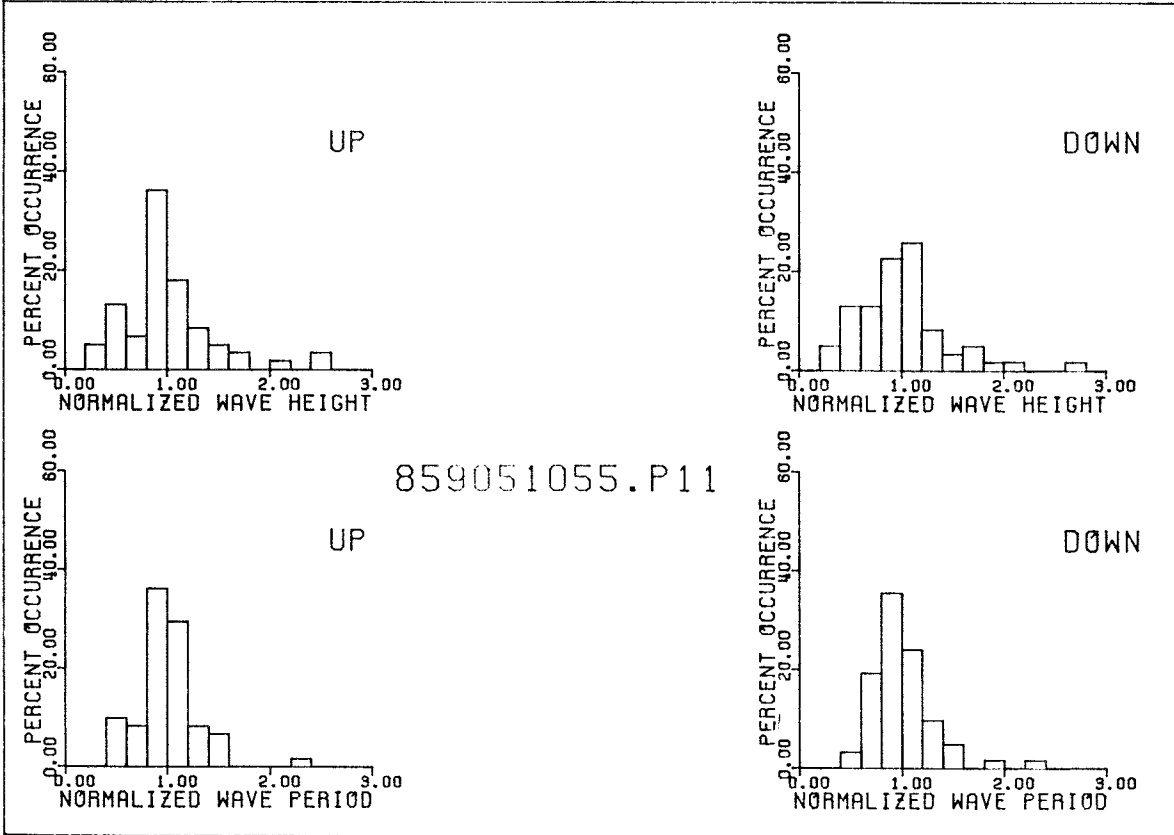 UP
PERCENT OCCURRENCE
0.00 20.00 40.00 60.00
0.00 1.00 2.00 3.00
NORMALIZED WAVE HEIGHT
DOWN
PERCENT OCCURRENCE
0.00 20.00 40.00 60.00
0.00 1.00 2.00 3.00
NORMALIZED WAVE HEIGHT
859051055.P11
UP
PERCENT OCCURRENCE
0.00 20.00 40.00 60.00
0.00 1.00 2.00 3.00
NORMALIZED WAVE PERIOD
DOWN
PERCENT OCCURRENCE
0.00 20.00 40.00 60.00
0.00 1.00 2.00 3.00
NORMALIZED WAVE PERIOD